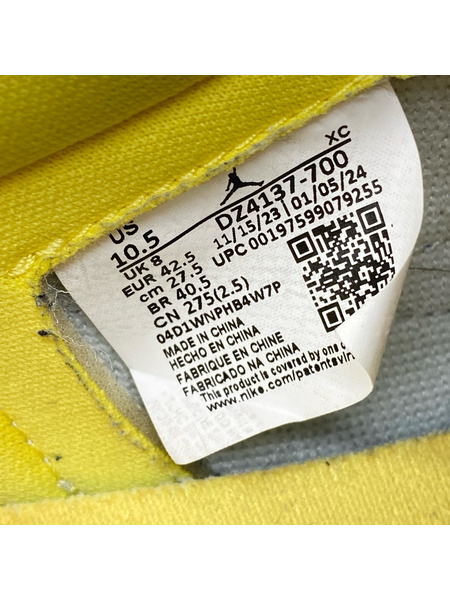 XC
US
10.5
UK 8
EUR 42.5
cm 27.5
BR 40.5
CN 275(2.5)
04D1WNPHB4W7P
DZ4137-700
11/15/23 | 01/05/24
UPC 00197599079255
MADE IN CHINA
HECHO EN CHINA
FABRIQUE EN CHINE
FABRICADO NA CHINA
This product is covered by one
www.nike.com/patents